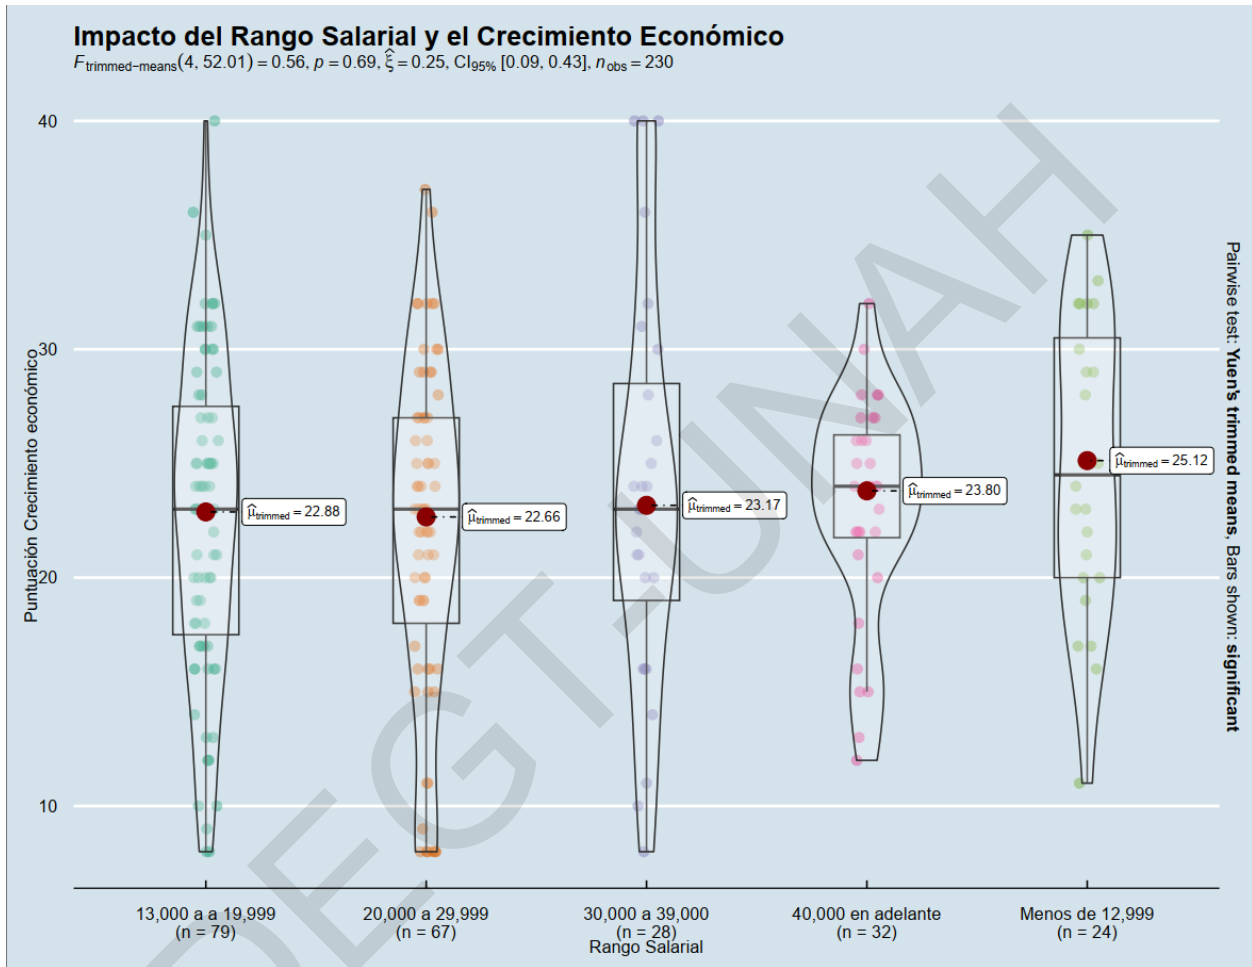 Impacto del Rango Salarial y el Crecimiento Económico
F trimmed−means(4, 52.01) = 0.56, p = 0.69, ξ̂ = 0.25, CI95% [0.09, 0.43], nobs = 230
40
30
20
10
Puntuación Crecimiento económico
μ̂trimmed = 22.88
μ̂trimmed = 22.66
μ̂trimmed = 23.17
μ̂trimmed = 23.80
μ̂trimmed = 25.12
Pairwise test: Yuen's trimmed means, Bars shown: significant
13,000 a a 19,999
(n = 79)
20,000 a 29,999
(n = 67)
30,000 a 39,000
(n = 28)
40,000 en adelante
(n = 32)
Menos de 12,999
(n = 24)
Rango Salarial
DEGT-UNAH